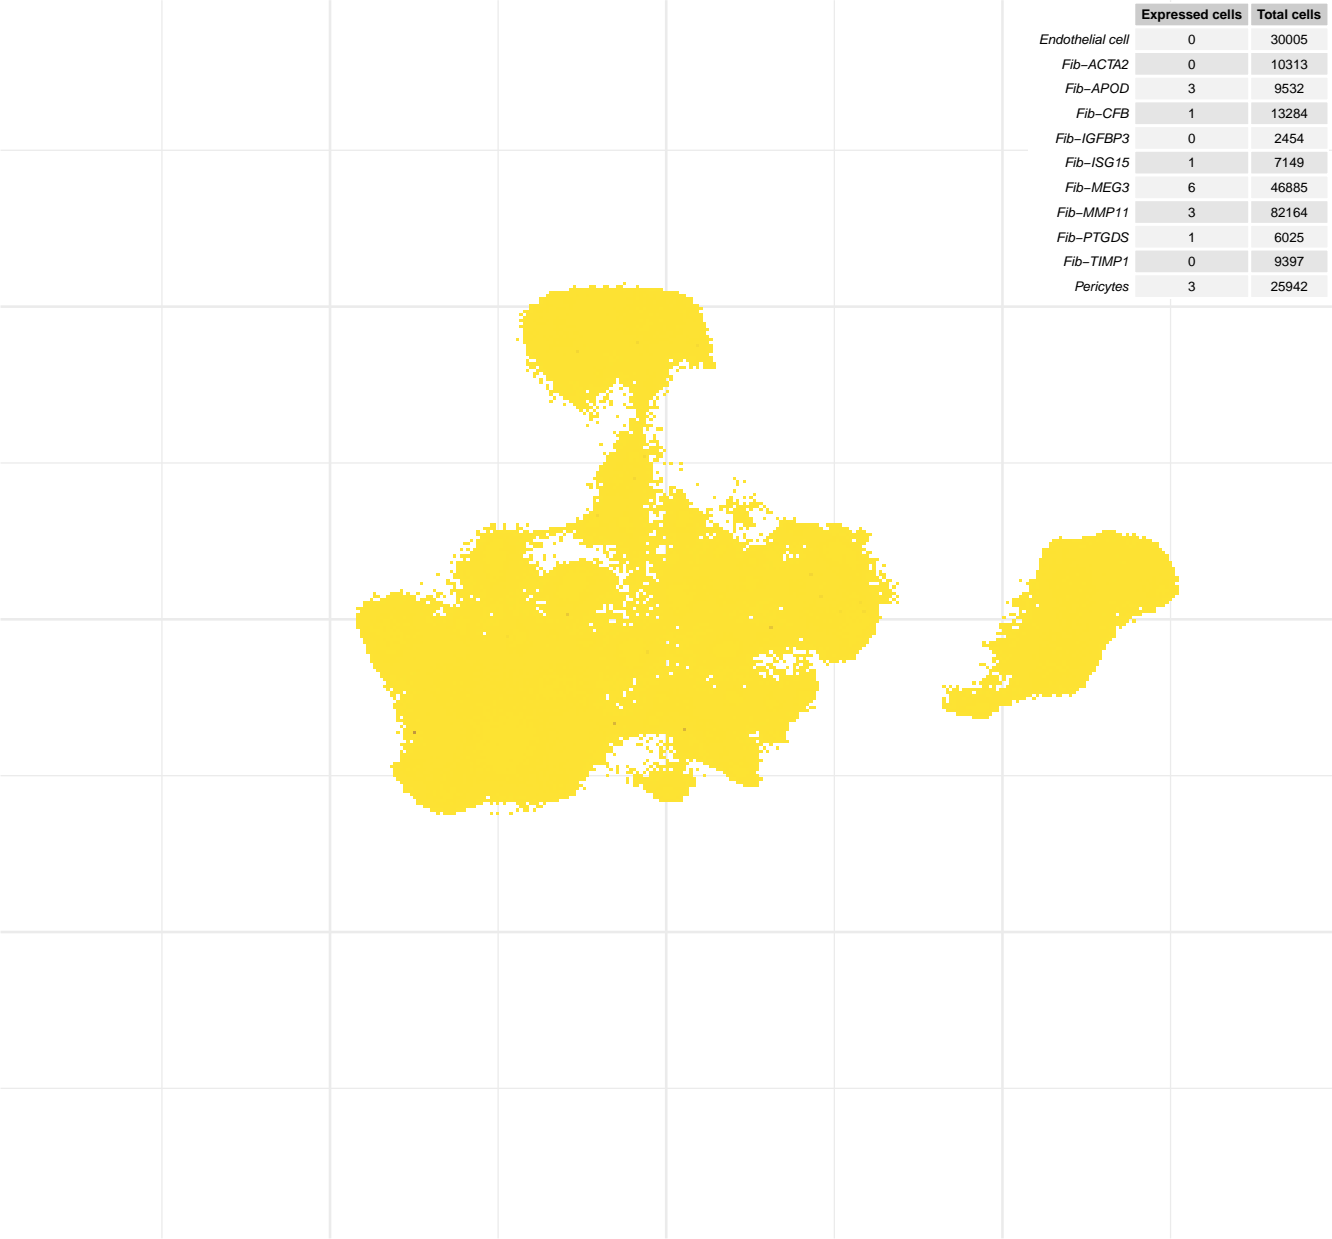 Expressed cells Total cells
Endothelial cell 0 30005
Fib−ACTA2 0 10313
Fib−APOD 3 9532
Fib−CFB 1 13284
Fib−IGFBP3 0 2454
Fib−ISG15 1 7149
Fib−MEG3 6 46885
Fib−MMP11 3 82164
Fib−PTGDS 1 6025
Fib−TIMP1 0 9397
Pericytes 3 25942